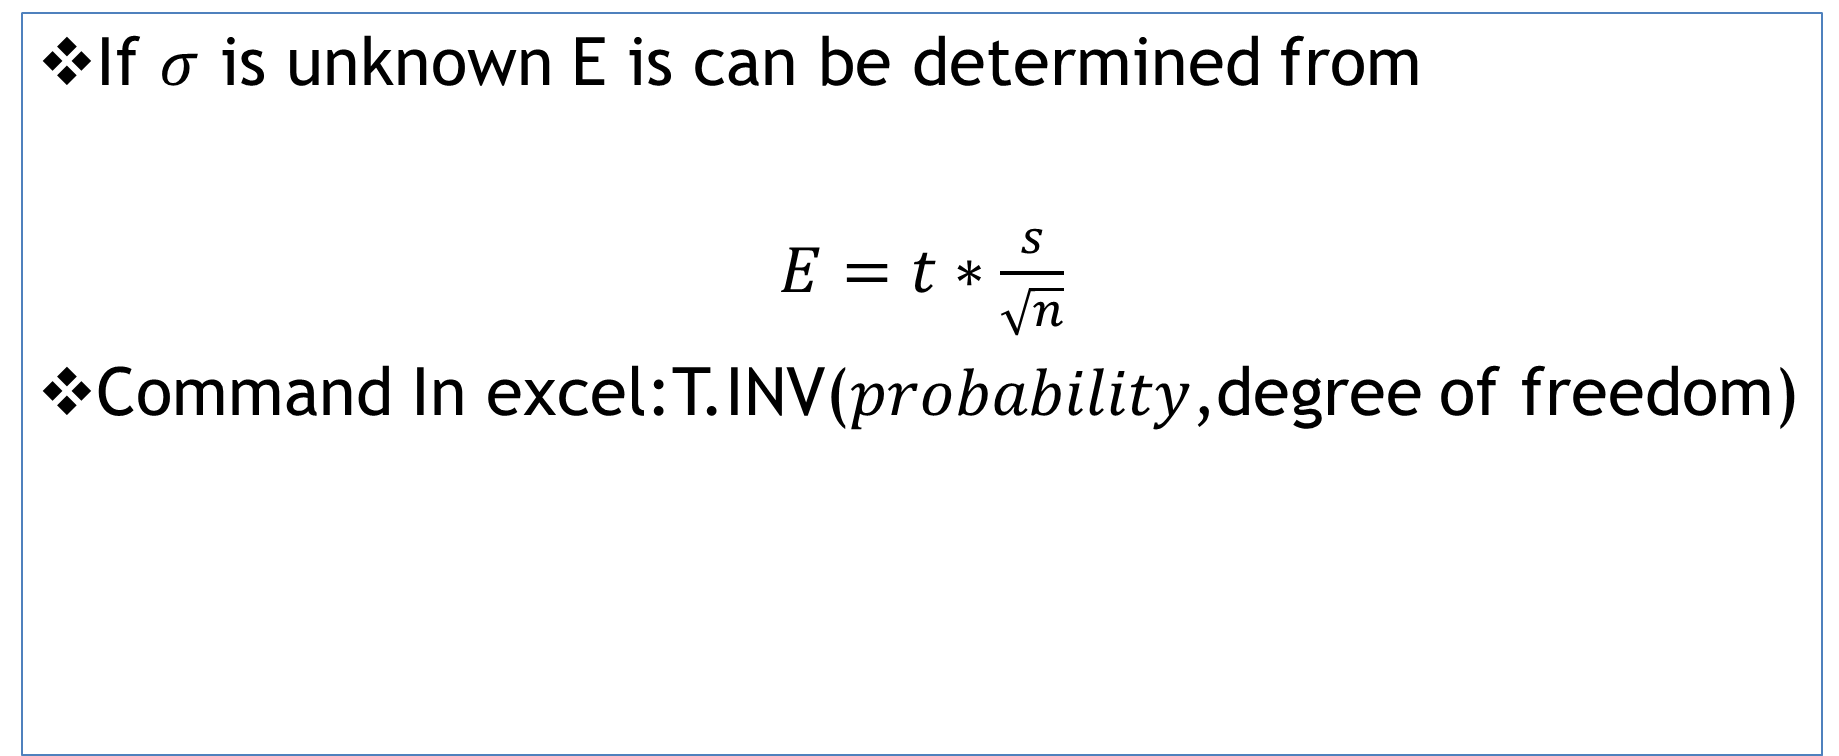 ❖If 𝜎 is unknown E is can be determined from
𝐸 = 𝑡 ∗ 𝑠/√𝑛
❖Command In excel:T.INV(𝑝𝑟𝑜𝑏𝑎𝑏𝑖𝑙𝑖𝑡𝑦,degree of freedom)